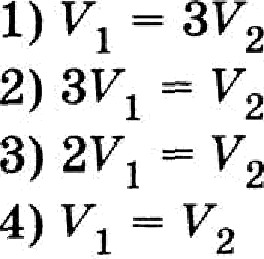 1) V₁ = 3V₂
2) 3V₁ = V₂
3) 2V₁ = V₂
4) V₁ = V₂